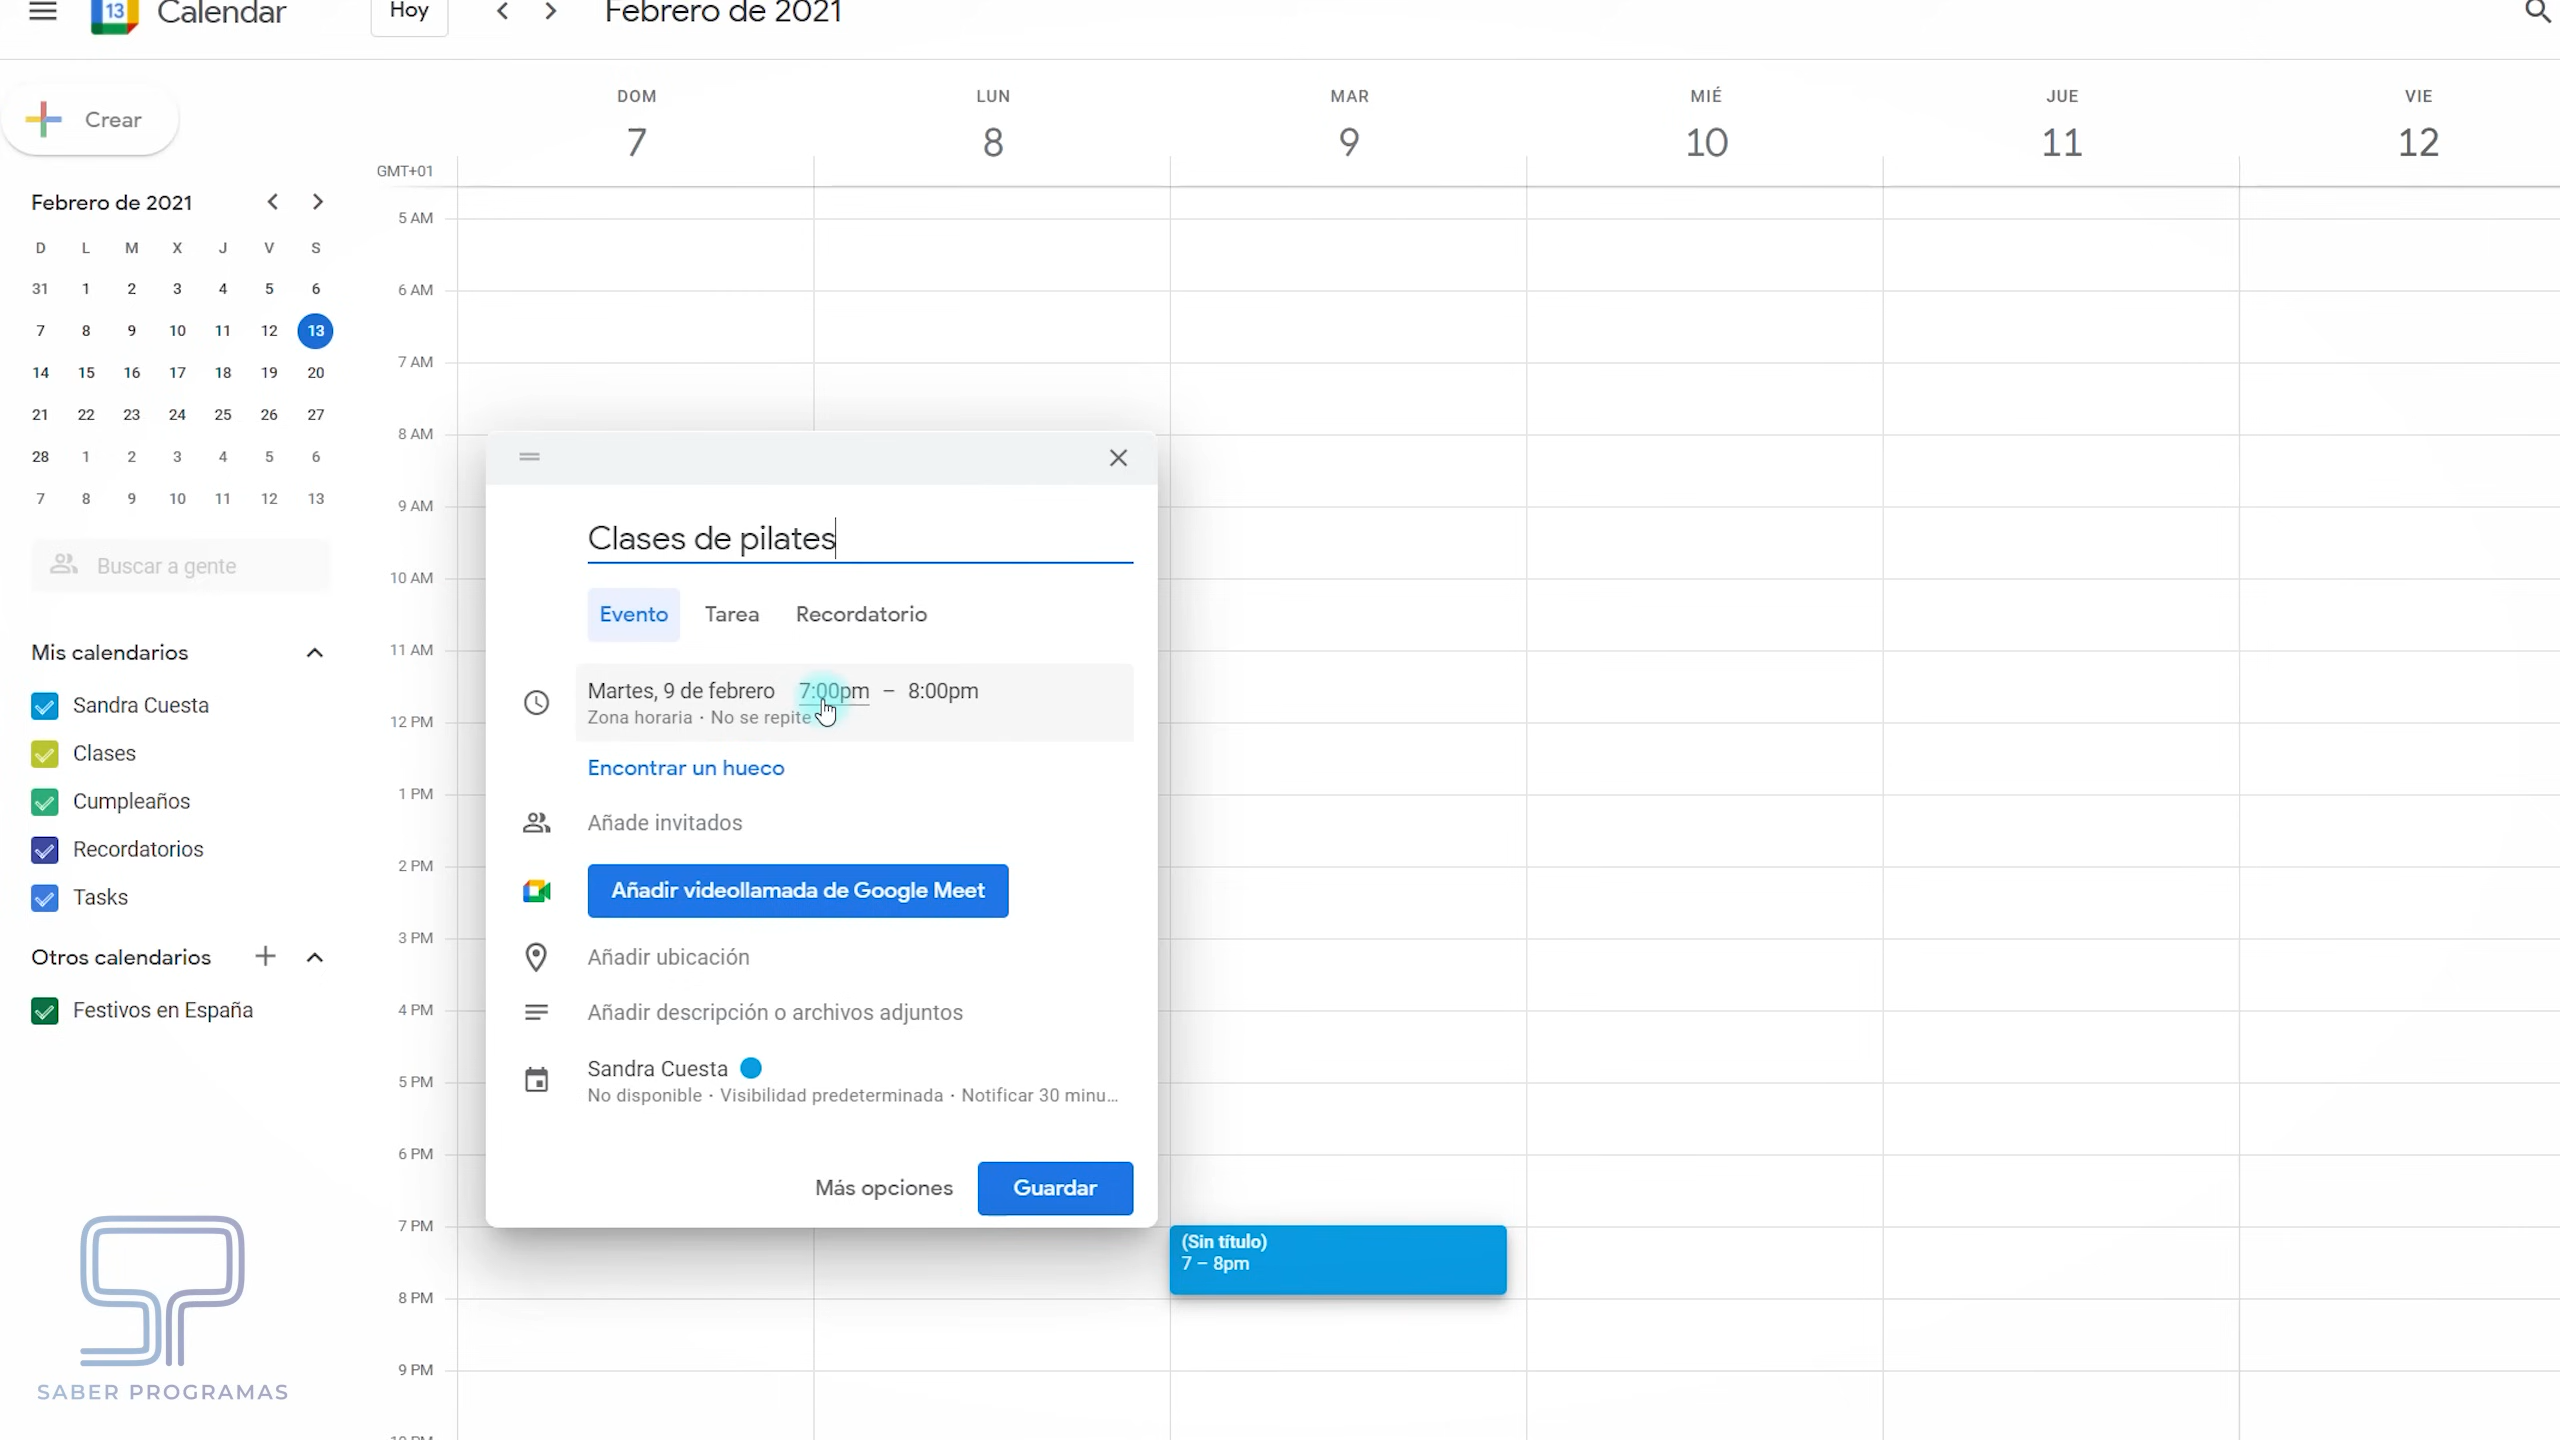 13 Calendar Hoy Febrero de 2021
Crear
DOM LUN MAR MIÉ JUE VIE
7 8 9 10 11 12
GMT+01
Febrero de 2021
D L M X J V S
31 1 2 3 4 5 6
7 8 9 10 11 12 13
14 15 16 17 18 19 20
21 22 23 24 25 26 27
28 1 2 3 4 5 6
7 8 9 10 11 12 13
Buscar a gente
Mis calendarios
Sandra Cuesta
Clases
Cumpleaños
Recordatorios
Tasks
Otros calendarios
Festivos en España
SABER PROGRAMAS
5 AM
6 AM
7 AM
8 AM
9 AM
10 AM
11 AM
12 PM
1 PM
2 PM
3 PM
4 PM
5 PM
6 PM
7 PM
8 PM
9 PM
10 PM
Clases de pilates
Evento Tarea Recordatorio
Martes, 9 de febrero 7:00pm – 8:00pm
Zona horaria · No se repite
Encontrar un hueco
Añade invitados
Añadir videollamada de Google Meet
Añadir ubicación
Añadir descripción o archivos adjuntos
Sandra Cuesta
No disponible · Visibilidad predeterminada · Notificar 30 minu...
Más opciones Guardar
(Sin título)
7 – 8pm